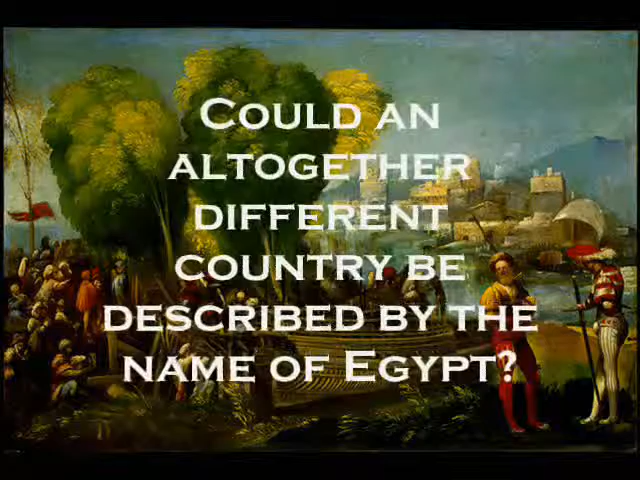 Could an
altogether
different
country be
described by the
name of Egypt?